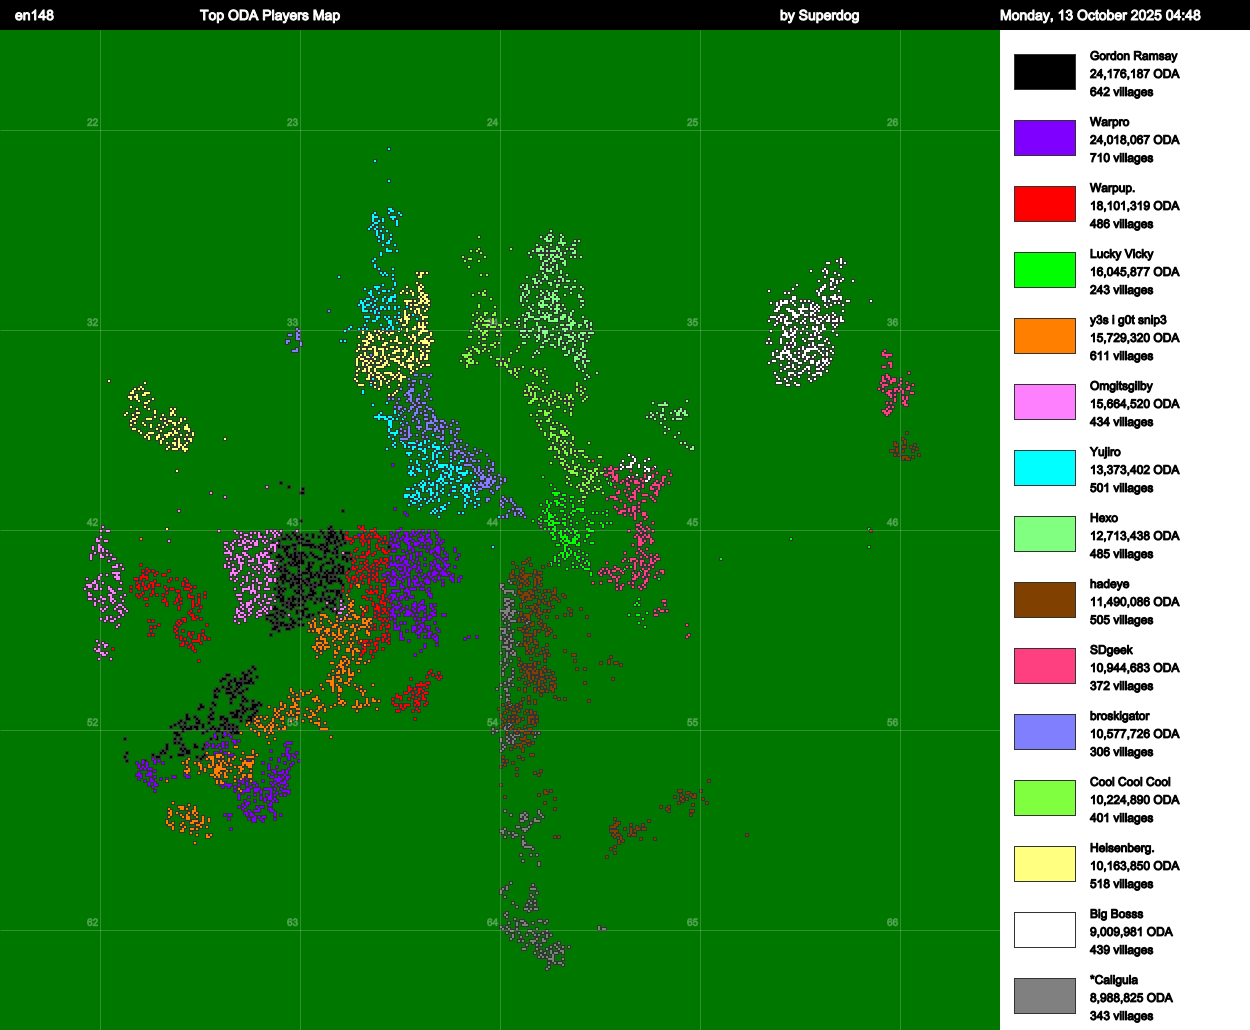 en148 Top ODA Players Map by Superdog Monday, 13 October 2025 04:48
22 23 24 25 26
32 33 34 35 36
42 43 44 45 46
52 53 54 55 56
62 63 64 65 66
Gordon Ramsay
24,176,187 ODA
642 villages
Warpro
24,018,067 ODA
710 villages
Warpup.
18,101,319 ODA
486 villages
Lucky Vicky
16,045,877 ODA
243 villages
y3s i g0t snip3
15,729,320 ODA
611 villages
Omgitsgilby
15,664,520 ODA
434 villages
Yujiro
13,373,402 ODA
501 villages
Hexo
12,713,438 ODA
485 villages
hadeye
11,490,086 ODA
505 villages
SDgeek
10,944,683 ODA
372 villages
broskigator
10,577,726 ODA
306 villages
Cool Cool Cool
10,224,890 ODA
401 villages
Heisenberg.
10,163,850 ODA
518 villages
Big Bosss
9,009,981 ODA
439 villages
*Caligula
8,988,825 ODA
343 villages